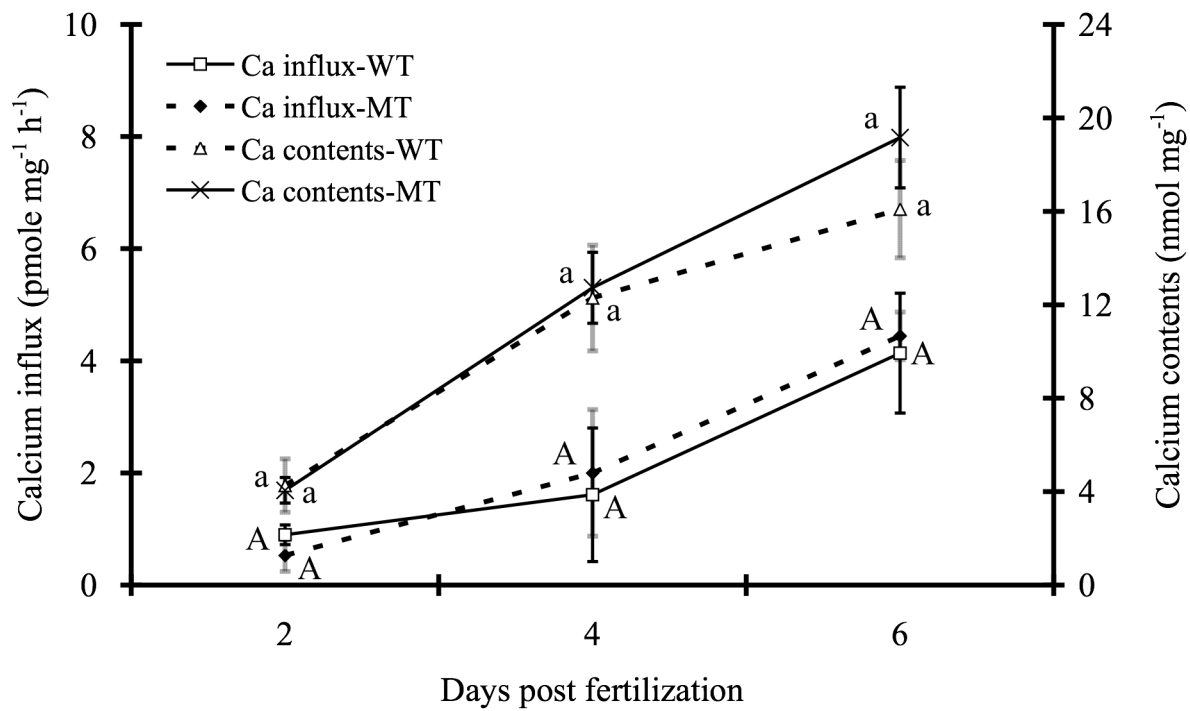 10
8
6
4
2
0
Calcium influx (pmole mg⁻¹ h⁻¹)
Ca influx-WT
Ca influx-MT
Ca contents-WT
Ca contents-MT
a
a
a
a
a
a
A
A
A
A
A
A
24
20
16
12
8
4
0
Calcium contents (nmol mg⁻¹)
2 4 6
Days post fertilization